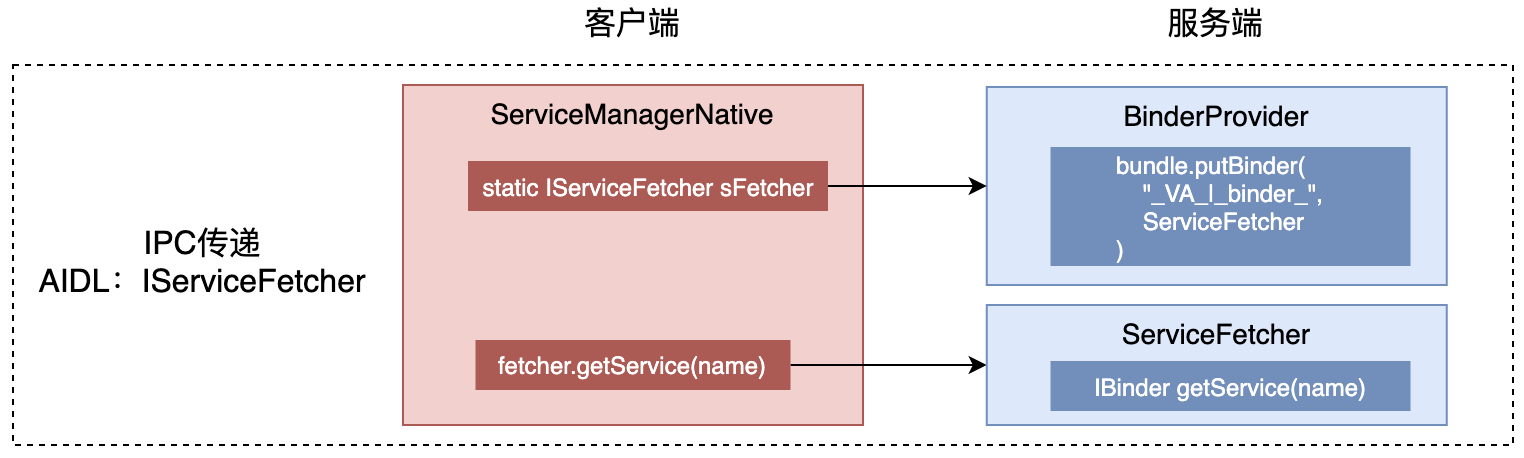 客户端
服务端
IPC传递
AIDL：IServiceFetcher
ServiceManagerNative
static IServiceFetcher sFetcher
fetcher.getService(name)
BinderProvider
bundle.putBinder(
"_VA_|_binder_",
ServiceFetcher
)
ServiceFetcher
IBinder getService(name)